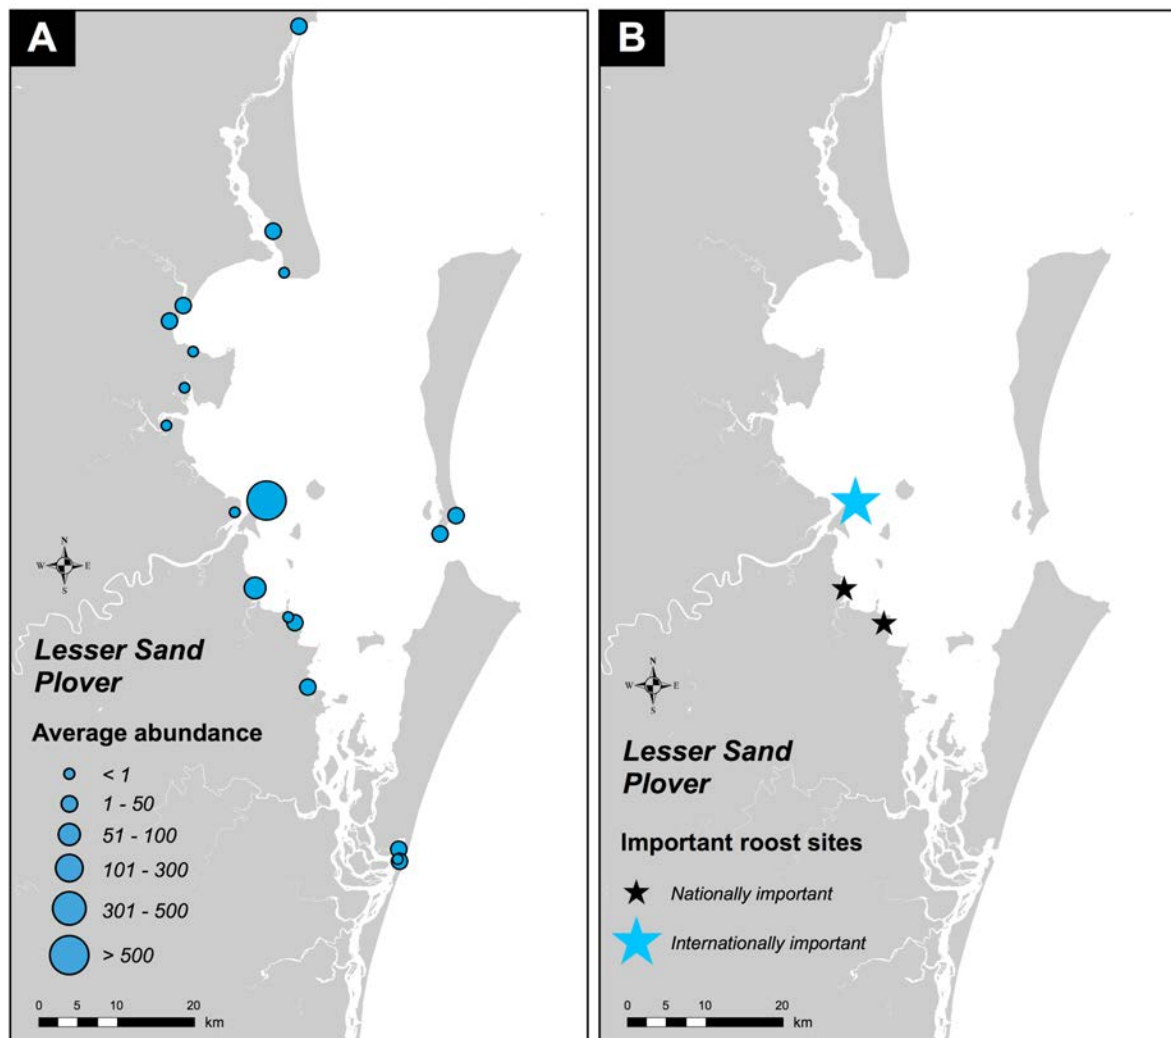 A
N
W E
S
Lesser Sand
Plover
Average abundance
< 1
1 - 50
51 - 100
101 - 300
301 - 500
> 500
0 5 10 20
km
B
N
W E
S
Lesser Sand
Plover
Important roost sites
Nationally important
Internationally important
0 5 10 20
km